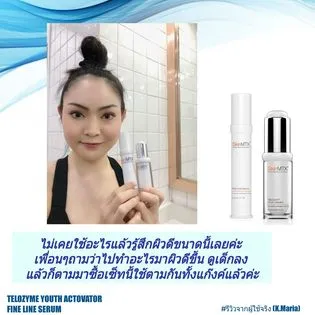 SkinMTX
SkinMTX
ไม่เคยใช้อะไรแล้วรู้สึกผิวดีขนาดนี้เลยค่ะ
เพื่อนๆถามว่าไปทำอะไรมาผิวดีขึ้น ดูเด็กลง
แล้วก็ตามมาซื้อเซ็ทนี้ใช้ตามกันทั้งแก๊งค์แล้วค่ะ
TELOZYME YOUTH ACTOVATOR
FINE LINE SERUM
#รีวิวจากผู้ใช้จริง (K.Maria)